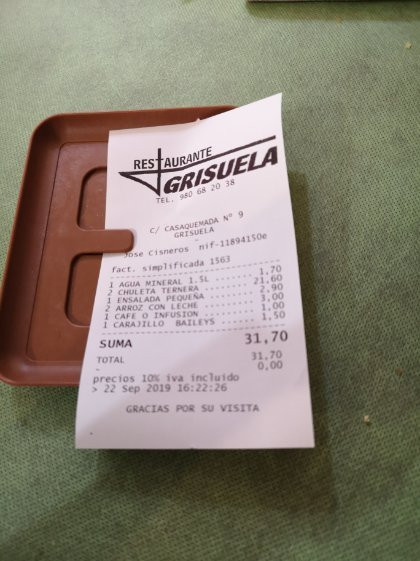 RESTAURANTE
GRISUELA
TEL. 980 68 20 38
C/ CASAQUEMADA Nº 9
GRISUELA
Jose Cisneros nif-11894150e
fact. simplificada 1563
1 AGUA MINERAL 1.5L ........ 1,70
2 CHULETA TERNERA ......... 21,60
1 ENSALADA PEQUEÑA ........ 2,90
2 ARROZ CON LECHE ......... 3,00
1 CAFE O INFUSION ......... 1,00
1 CARAJILLO BAILEYS ....... 1,50
SUMA 31,70
TOTAL 31,70
- 0,00
precios 10% iva incluido
> 22 Sep 2019 16:22:26
GRACIAS POR SU VISITA